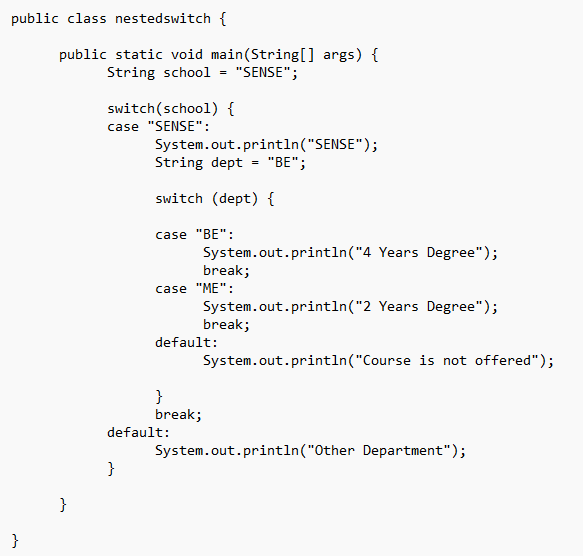 public class nestedswitch {
public static void main(String[] args) {
String school = "SENSE";
switch(school) {
case "SENSE":
System.out.println("SENSE");
String dept = "BE";
switch (dept) {
case "BE":
System.out.println("4 Years Degree");
break;
case "ME":
System.out.println("2 Years Degree");
break;
default:
System.out.println("Course is not offered");
}
break;
default:
System.out.println("Other Department");
}
}
}